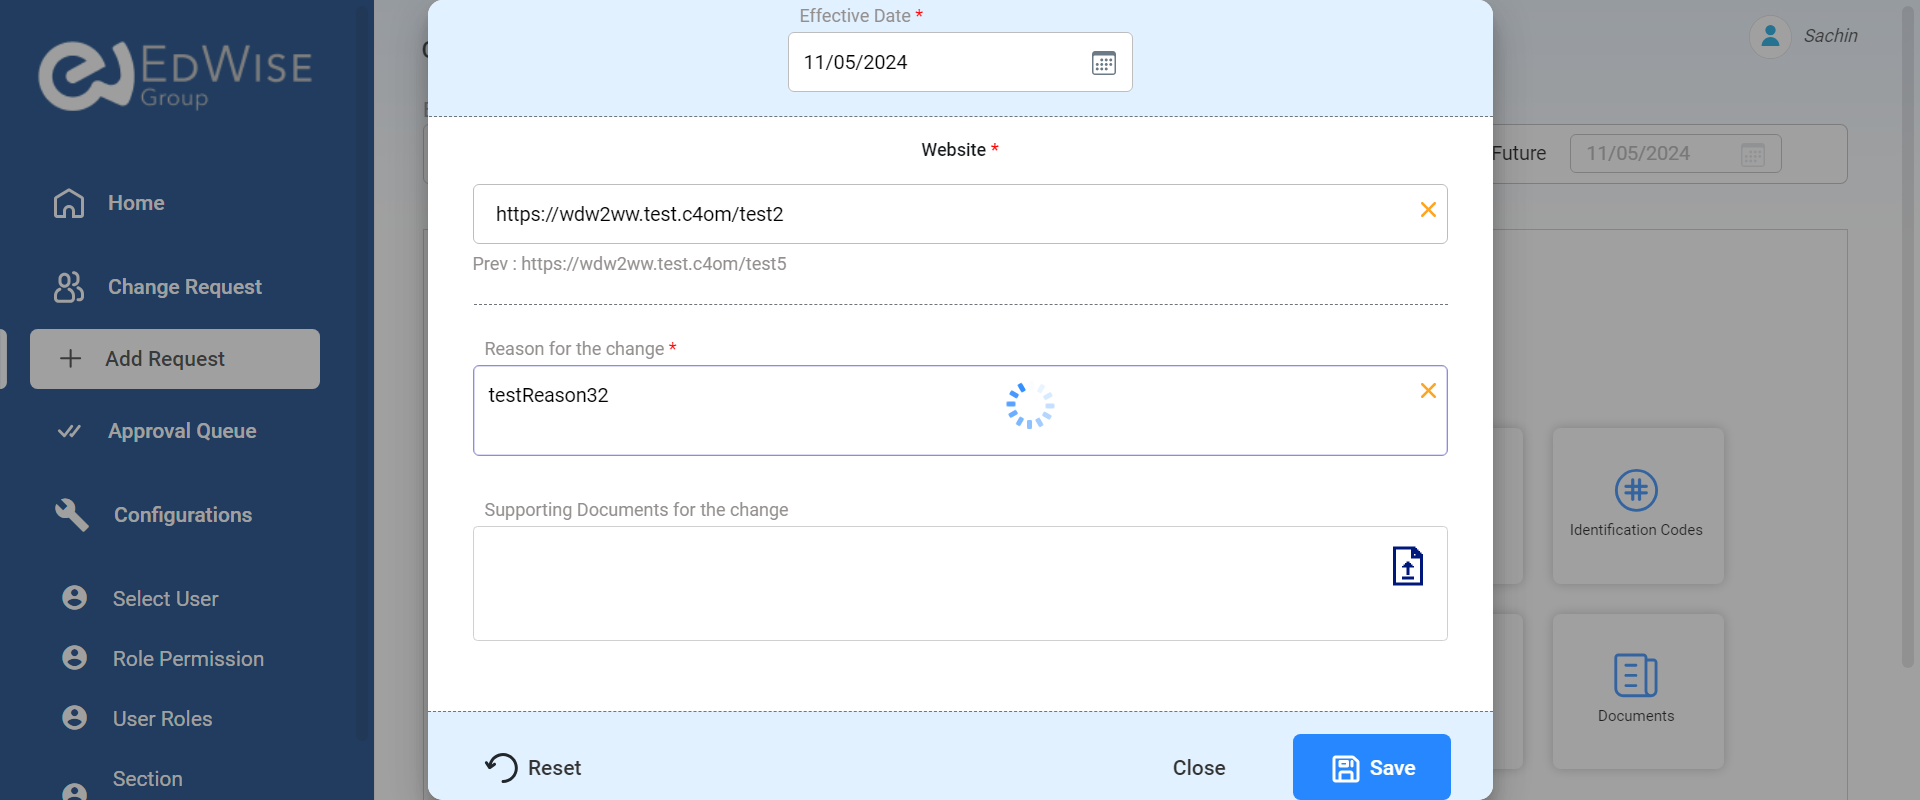 EDWISE
Group
Home
Change Request
Add Request
Approval Queue
Configurations
Select User
Role Permission
User Roles
Section
Effective Date *
11/05/2024
Website *
https://wdw2ww.test.c4om/test2
Prev : https://wdw2ww.test.c4om/test5
Reason for the change *
testReason32
Supporting Documents for the change
Reset
Close
Save
Sachin
Future
11/05/2024
Identification Codes
Documents